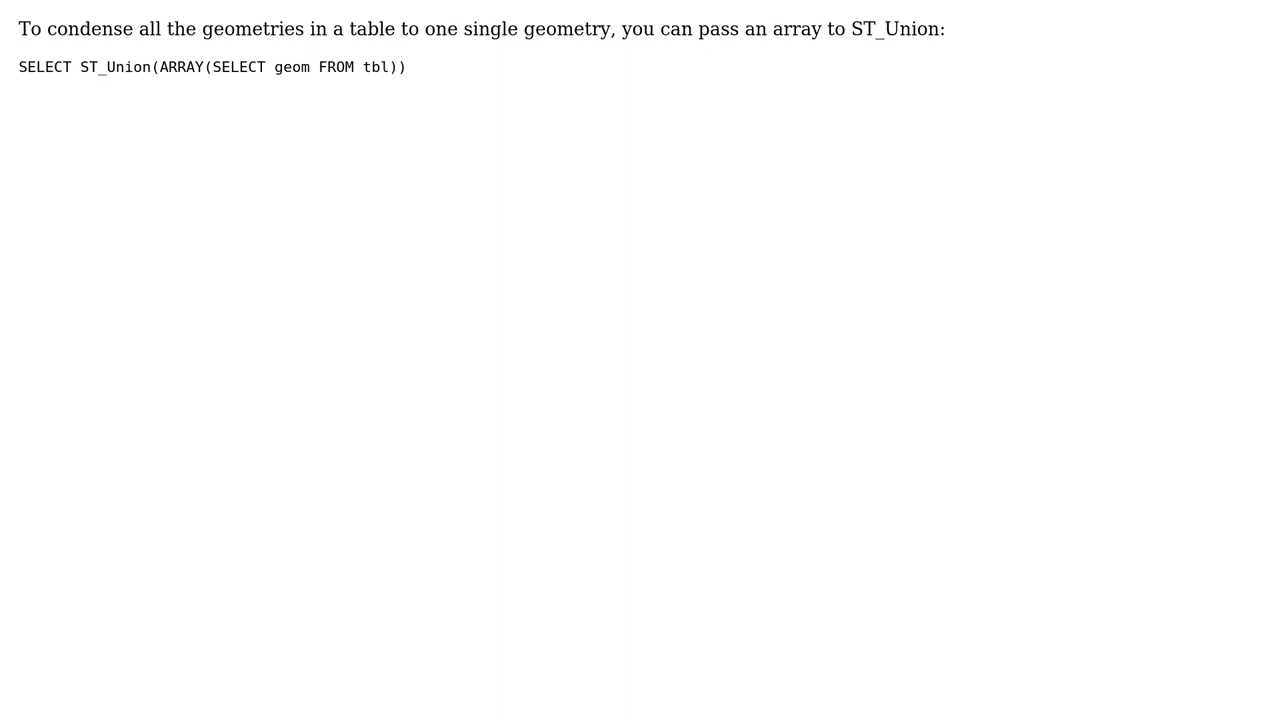 To condense all the geometries in a table to one single geometry, you can pass an array to ST_Union:
SELECT ST_Union(ARRAY(SELECT geom FROM tbl))